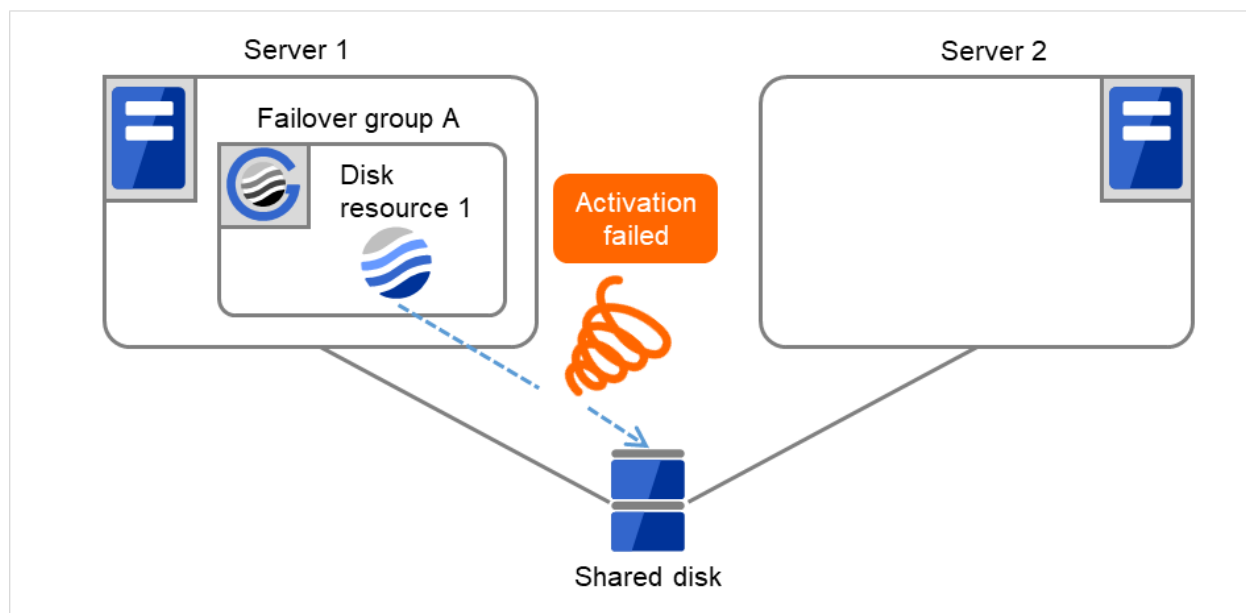 Server 1
Server 2
Failover group A
Disk
resource 1
Activation
failed
Shared disk